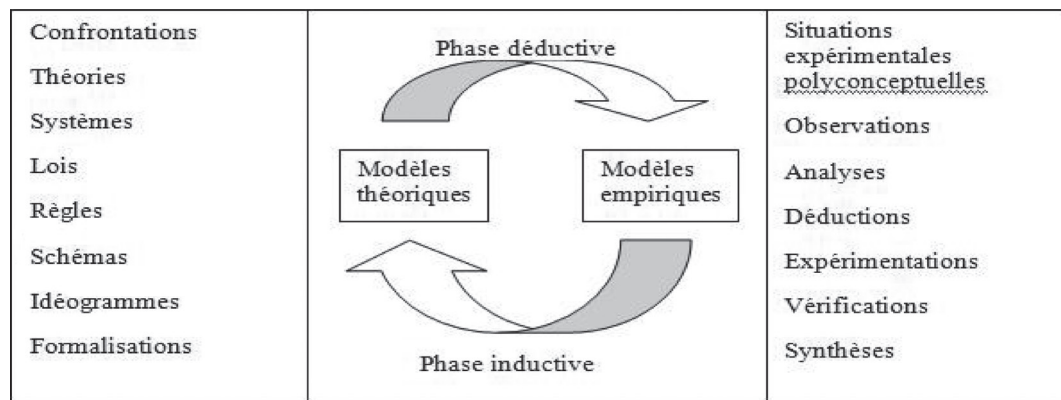 Confrontations
Théories
Systèmes
Lois
Règles
Schémas
Idéogrammes
Formalisations
Phase déductive
Modèles
théoriques
Modèles
empiriques
Phase inductive
Situations
expérimentales
polyconceptuelles
Observations
Analyses
Déductions
Expérimentations
Vérifications
Synthèses